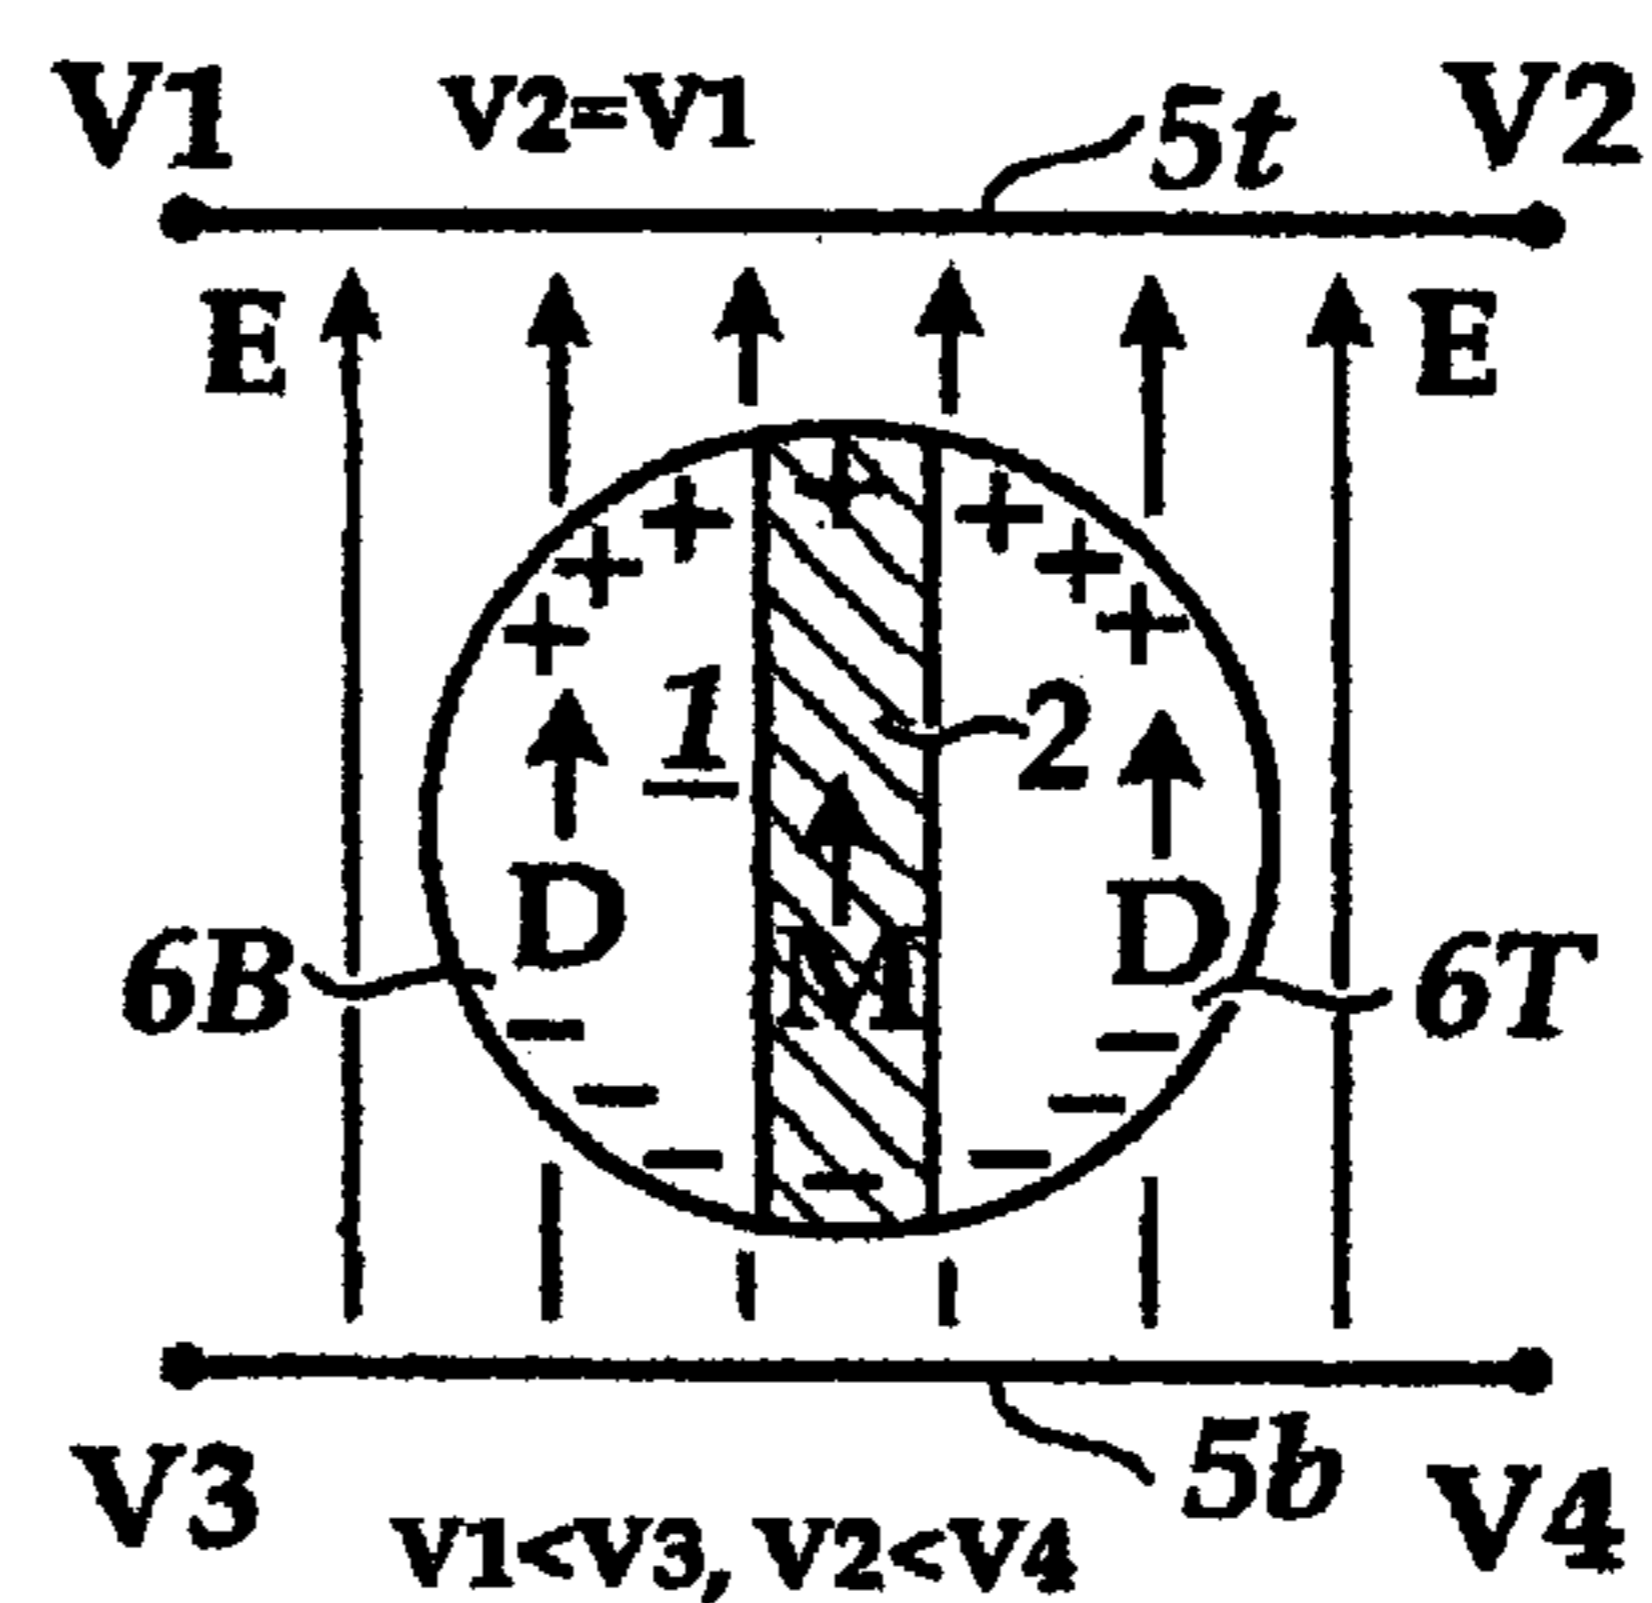 V1 V2=V1 5t V2
E E
+ + + + + + +
1 2
D M D
6B 6T
− − − − − − −
V3 5b V4
V1<V3, V2<V4